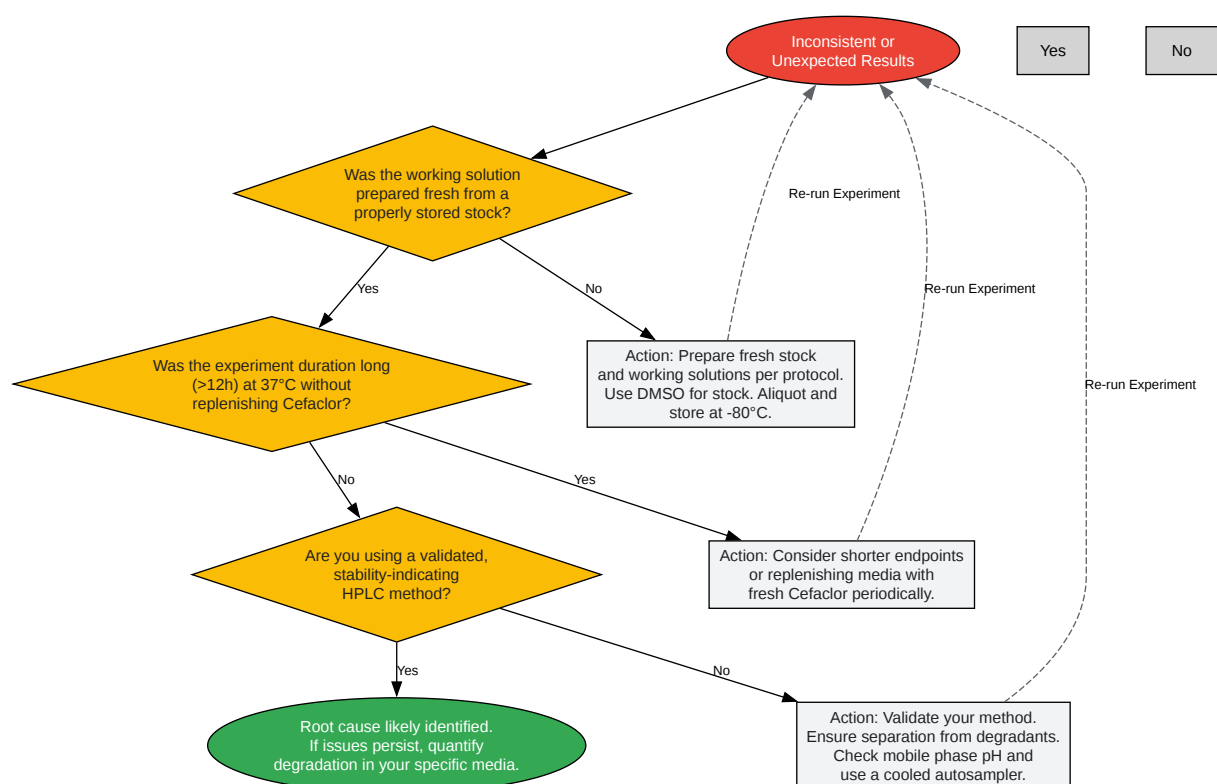 Inconsistent or
Unexpected Results
Yes
No
Was the working solution
prepared fresh from a
properly stored stock?
Re-run Experiment
Yes
No
Re-run Experiment
Was the experiment duration long
(>12h) at 37°C without
replenishing Cefaclor?
Action: Prepare fresh stock
and working solutions per protocol.
Use DMSO for stock. Aliquot and
store at -80°C.
Re-run Experiment
No
Yes
Are you using a validated,
stability-indicating
HPLC method?
Action: Consider shorter endpoints
or replenishing media with
fresh Cefaclor periodically.
Yes
No
Root cause likely identified.
If issues persist, quantify
degradation in your specific media.
Action: Validate your method.
Ensure separation from degradants.
Check mobile phase pH and
use a cooled autosampler.